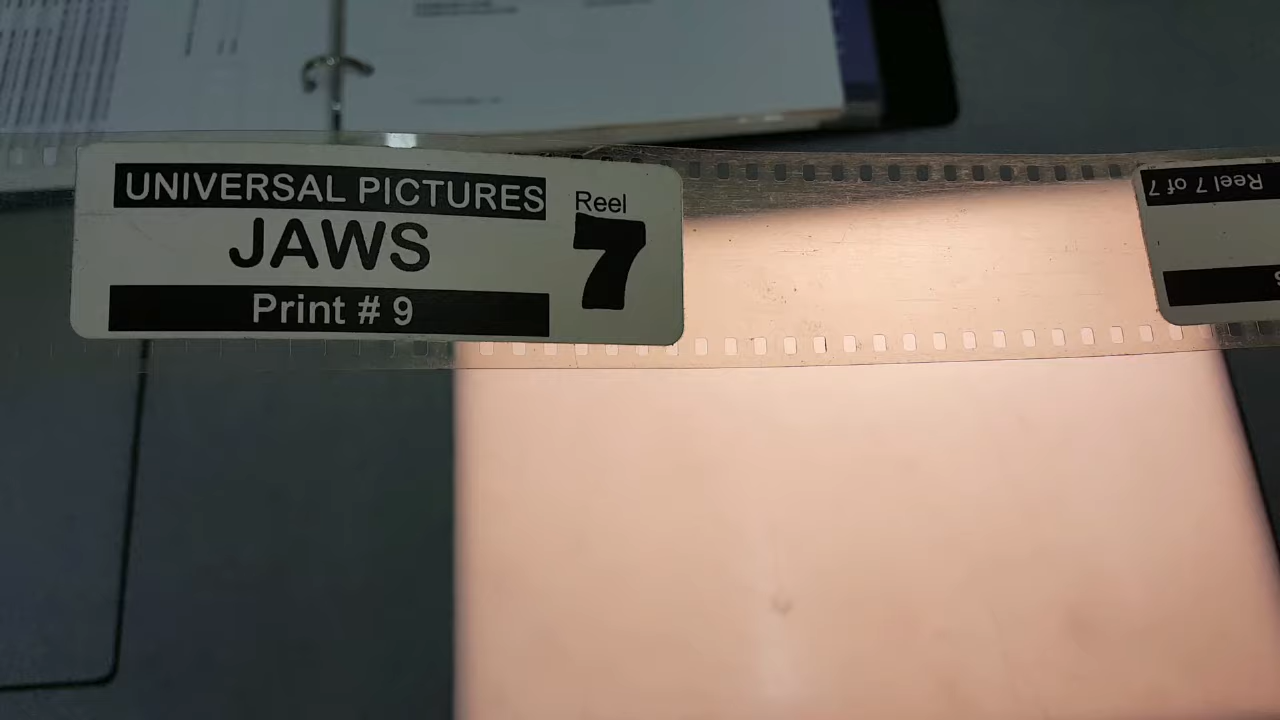 UNIVERSAL PICTURES
JAWS
Print # 9
Reel
7
Reel 7 of 7